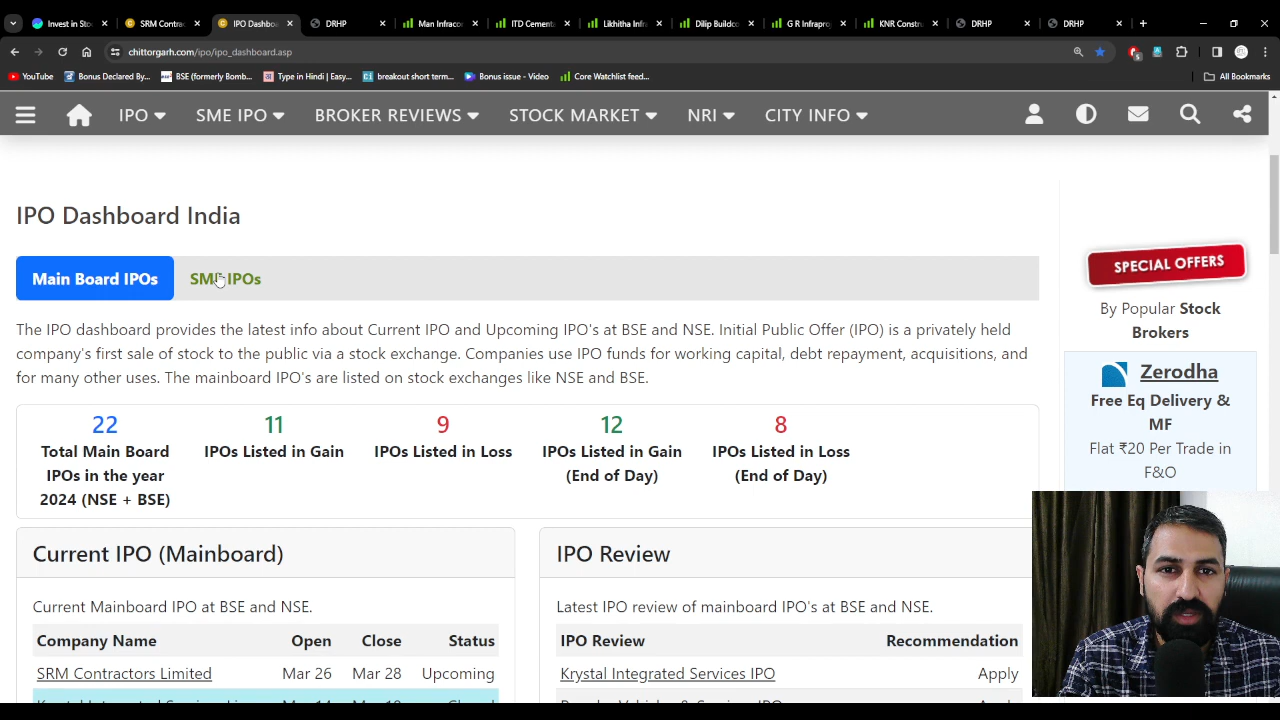 Invest in Stoc
SRM Contrac
IPO Dashboa
DRHP
Man Infraco
ITD Cement
Likhitha Infra
Dilip Buildco
G R Infraproj
KNR Constru
DRHP
DRHP
chittorgarh.com/ipo/ipo_dashboard.asp
YouTube
Bonus Declared By...
BSE (formerly Bomb...
Type in Hindi | Easy...
breakout short term...
Bonus issue - Video
Core Watchlist feed...
All Bookmarks
IPO
SME IPO
BROKER REVIEWS
STOCK MARKET
NRI
CITY INFO
IPO Dashboard India
Main Board IPOs
SME IPOs
The IPO dashboard provides the latest info about Current IPO and Upcoming IPO's at BSE and NSE. Initial Public Offer (IPO) is a privately held
company's first sale of stock to the public via a stock exchange. Companies use IPO funds for working capital, debt repayment, acquisitions, and
for many other uses. The mainboard IPO's are listed on stock exchanges like NSE and BSE.
22
Total Main Board
IPOs in the year
2024 (NSE + BSE)
11
IPOs Listed in Gain
9
IPOs Listed in Loss
12
IPOs Listed in Gain
(End of Day)
8
IPOs Listed in Loss
(End of Day)
SPECIAL OFFERS
By Popular Stock
Brokers
Zerodha
Free Eq Delivery &
MF
Flat ₹20 Per Trade in
F&O
Current IPO (Mainboard)
Current Mainboard IPO at BSE and NSE.
Company Name Open Close Status
SRM Contractors Limited Mar 26 Mar 28 Upcoming
IPO Review
Latest IPO review of mainboard IPO's at BSE and NSE.
IPO Review Recommendation
Krystal Integrated Services IPO Apply